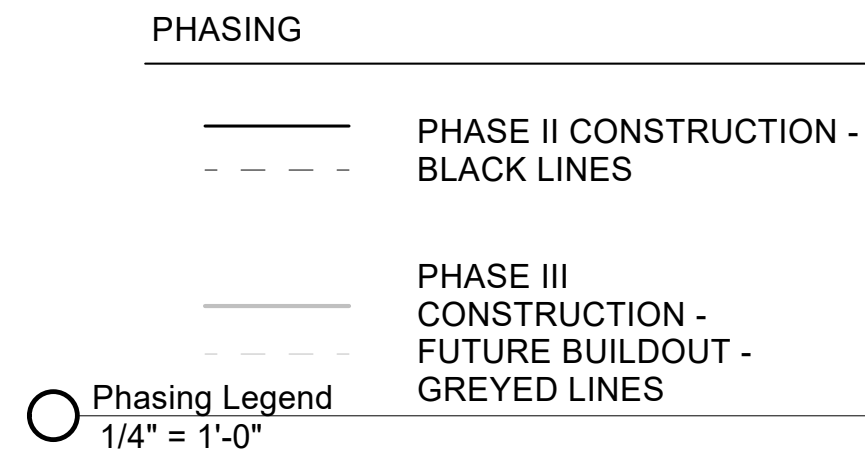 PHASING
PHASE II CONSTRUCTION -
BLACK LINES
PHASE III
CONSTRUCTION -
FUTURE BUILDOUT -
GREYED LINES
Phasing Legend
1/4" = 1'-0"